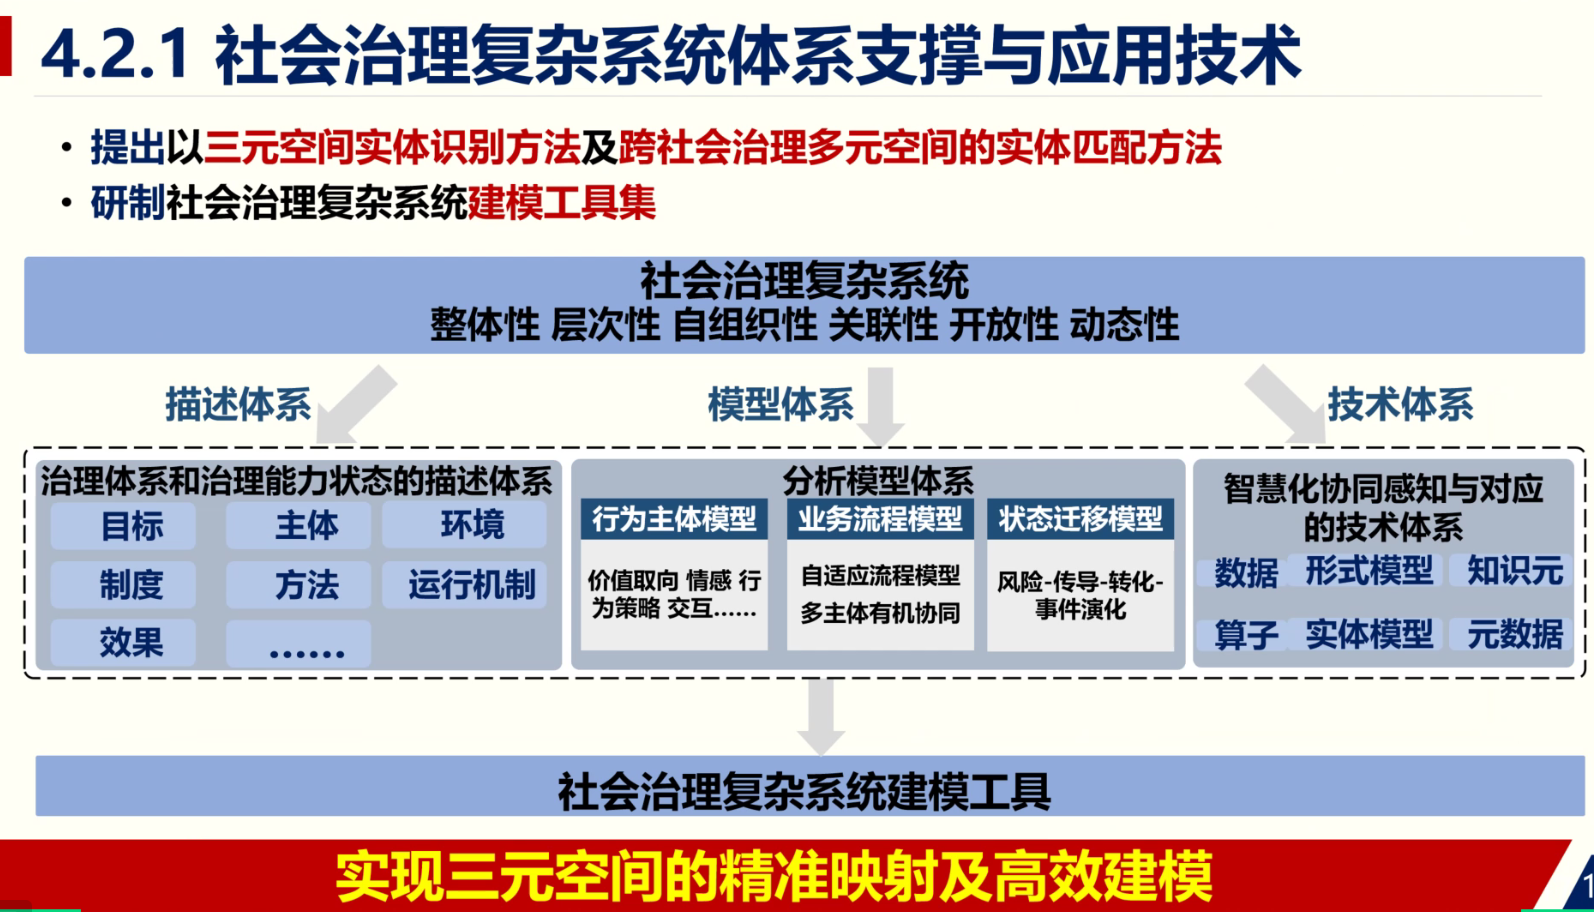 4.2.1 社会治理复杂系统体系支撑与应用技术
• 提出以三元空间实体识别方法及跨社会治理多元空间的实体匹配方法
• 研制社会治理复杂系统建模工具集
社会治理复杂系统
整体性 层次性 自组织性 关联性 开放性 动态性
描述体系
模型体系
技术体系
治理体系和治理能力状态的描述体系
目标 主体 环境
制度 方法 运行机制
效果 ……
分析模型体系
行为主体模型
价值取向 情感 行
为策略 交互……
业务流程模型
自适应流程模型
多主体有机协同
状态迁移模型
风险-传导-转化-
事件演化
智慧化协同感知与对应
的技术体系
数据 形式模型 知识元
算子 实体模型 元数据
社会治理复杂系统建模工具
实现三元空间的精准映射及高效建模